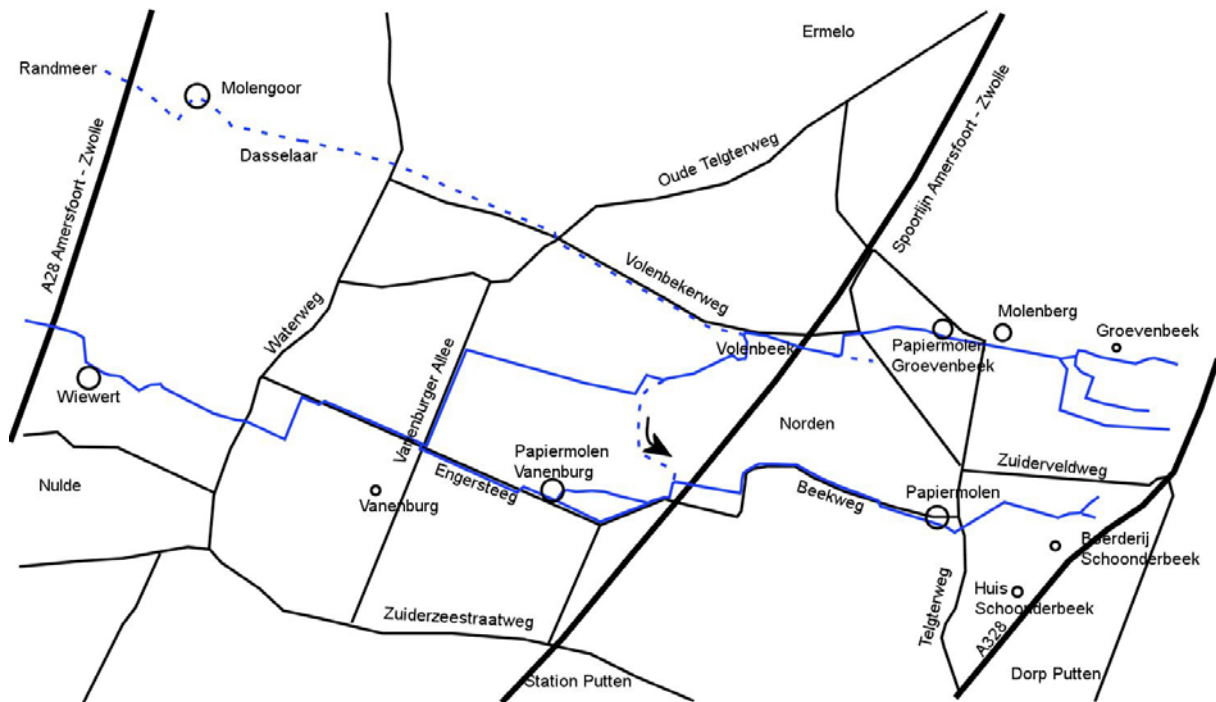 Ermelo
Randmeer
Molengoor
A28 Amersfoort - Zwolle
Spoorlijn Amersfoort - Zwolle
Dasselaar
Oude Telgterweg
Volenbekerweg
Waterweg
Molenberg
Groevenbeek
Volenbeek
Papiermolen
Groevenbeek
Wiewert
Vanenburger Allee
Norden
Papiermolen
Vanenburg
Engersteeg
Zuiderveldweg
Nulde
Vanenburg
Beekweg
Papiermolen
Boerderij
Schoonderbeek
Huis
Schoonderbeek
Zuiderzeestraatweg
Telgterweg
A328
Station Putten
Dorp Putten